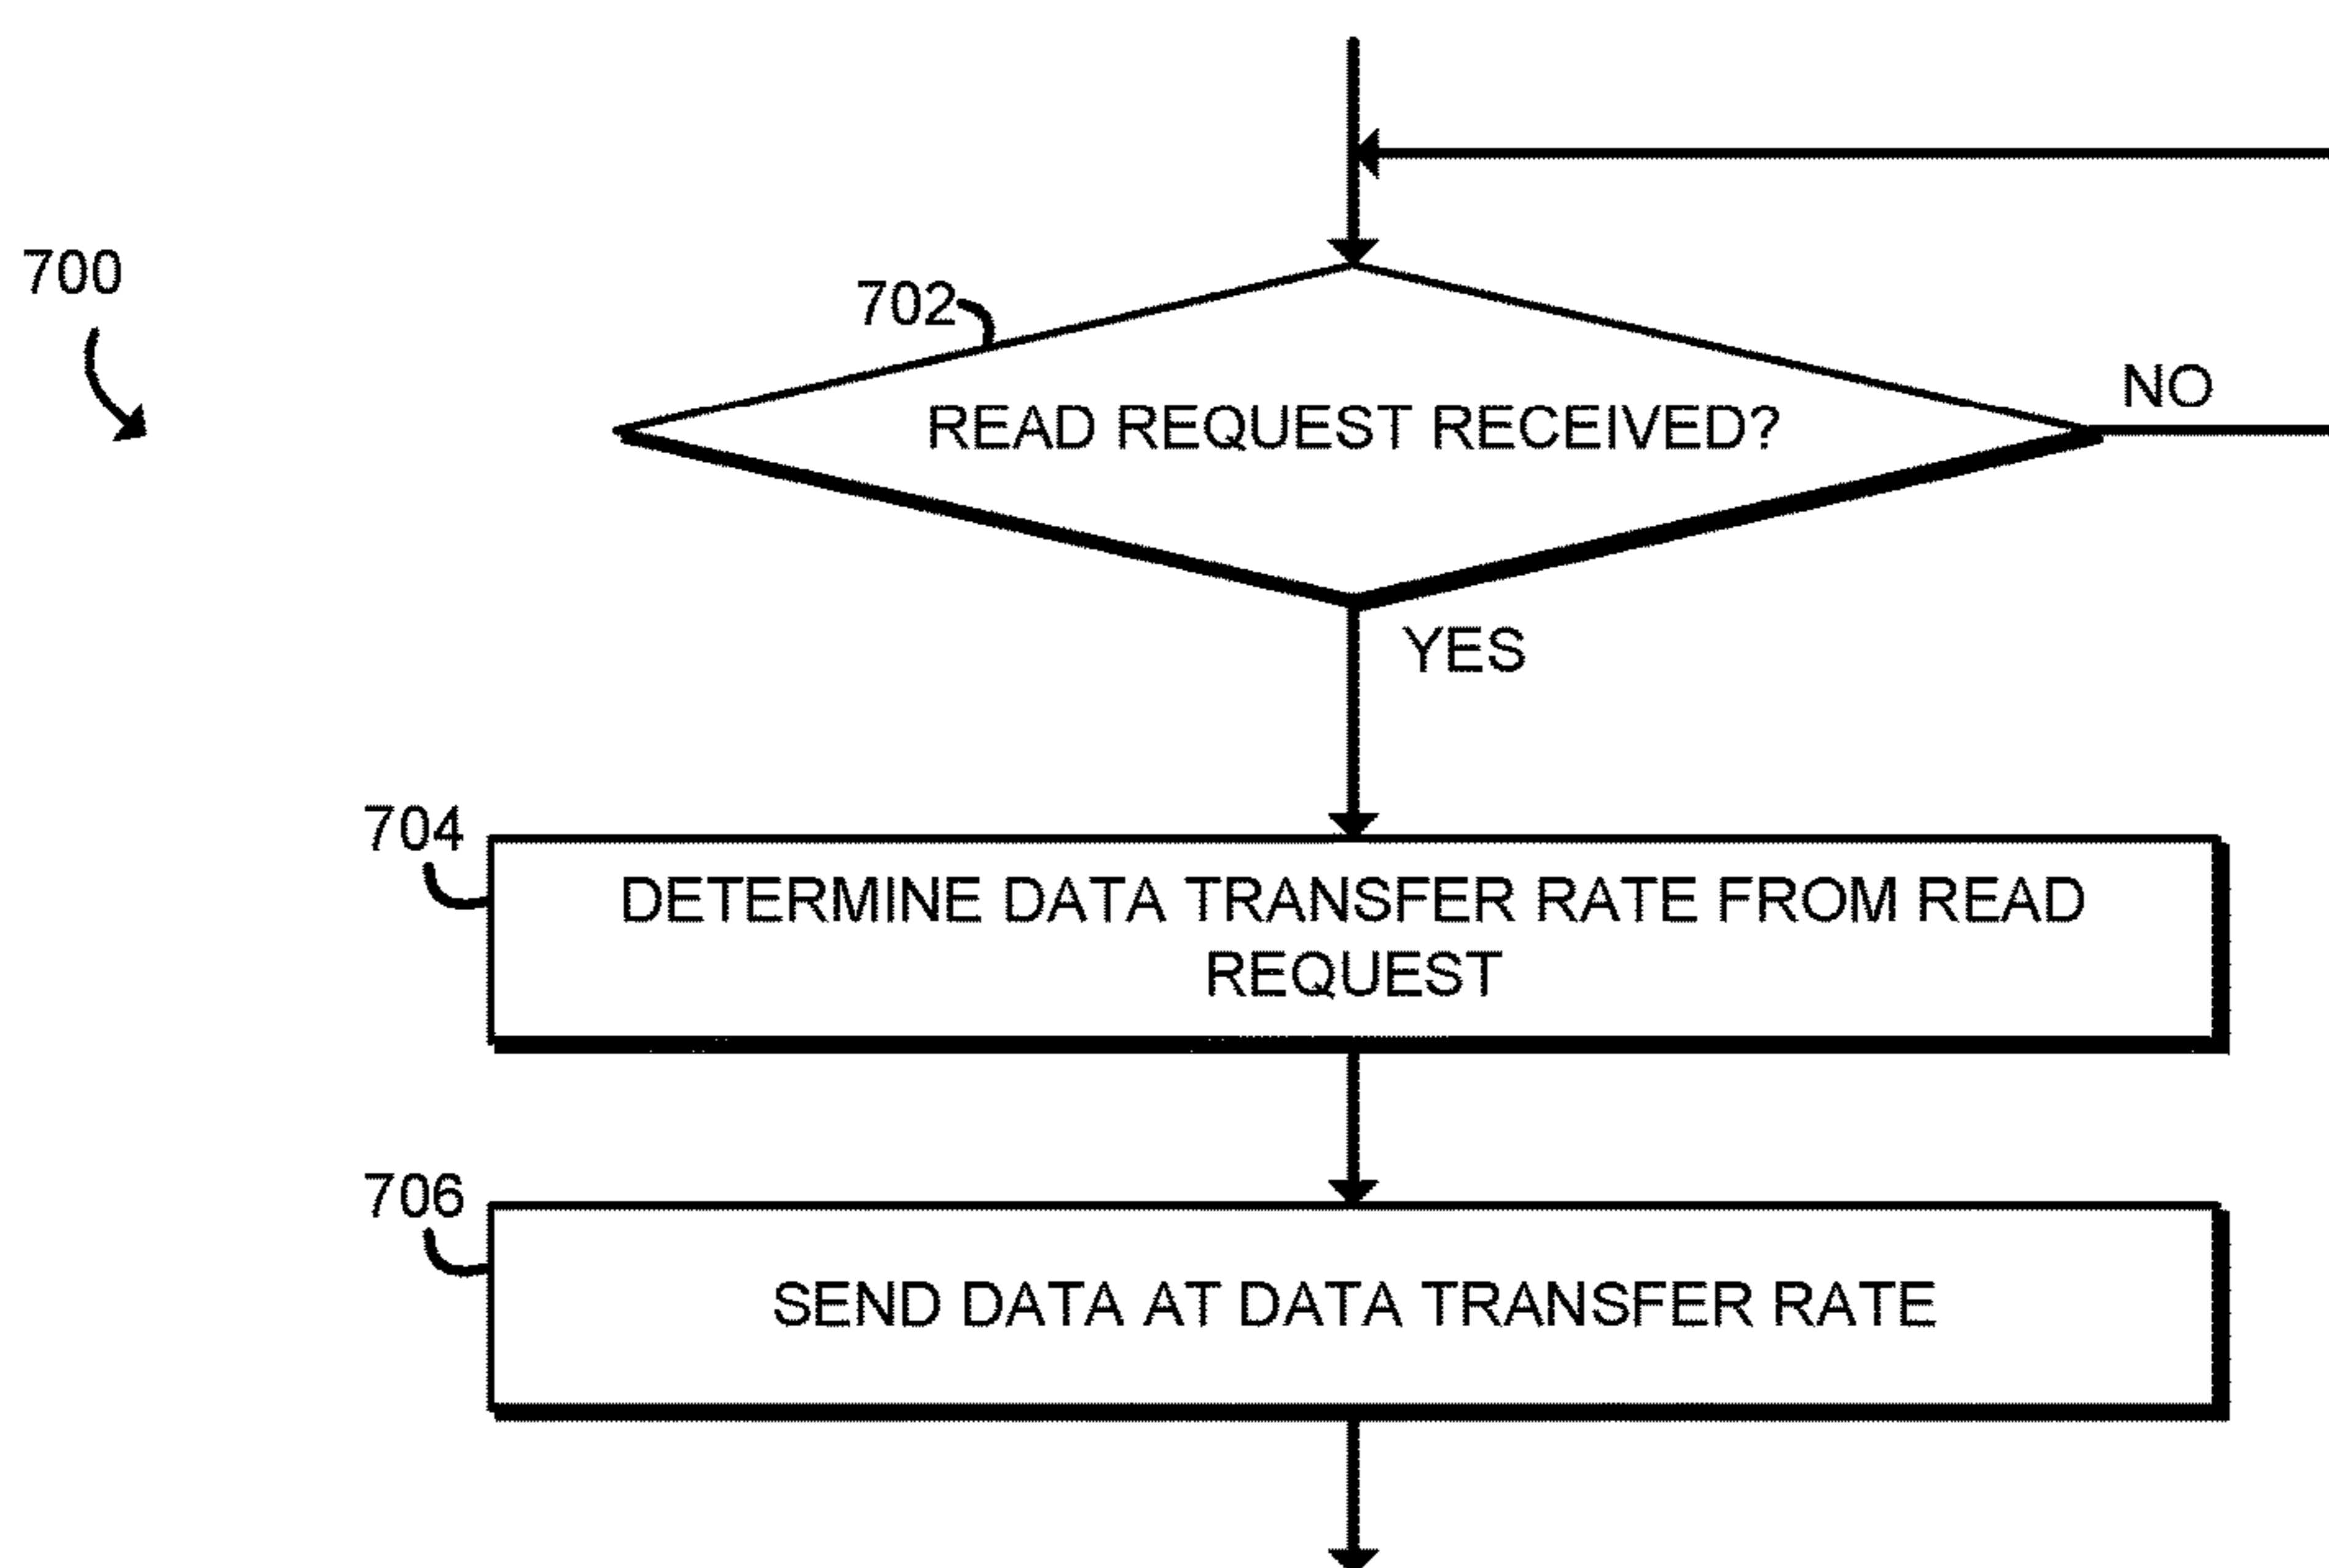 700
702
READ REQUEST RECEIVED?
NO
YES
704
DETERMINE DATA TRANSFER RATE FROM READ
REQUEST
706
SEND DATA AT DATA TRANSFER RATE